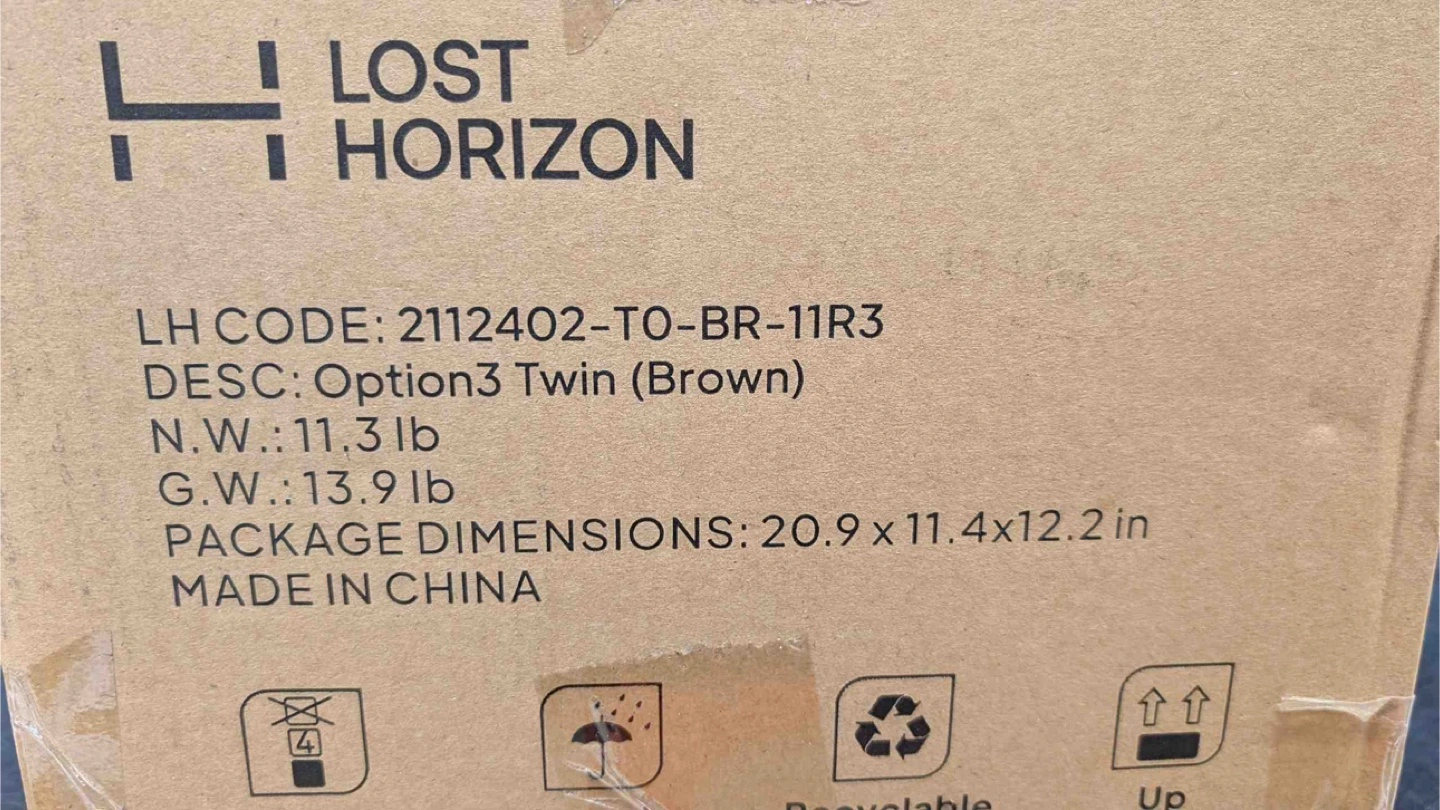 LOST
HORIZON
LH CODE: 2112402-T0-BR-11R3
DESC: Option3 Twin (Brown)
N.W.: 11.3 lb
G.W.: 13.9 lb
PACKAGE DIMENSIONS: 20.9 x 11.4x12.2 in
MADE IN CHINA
4
Recyclable
Up